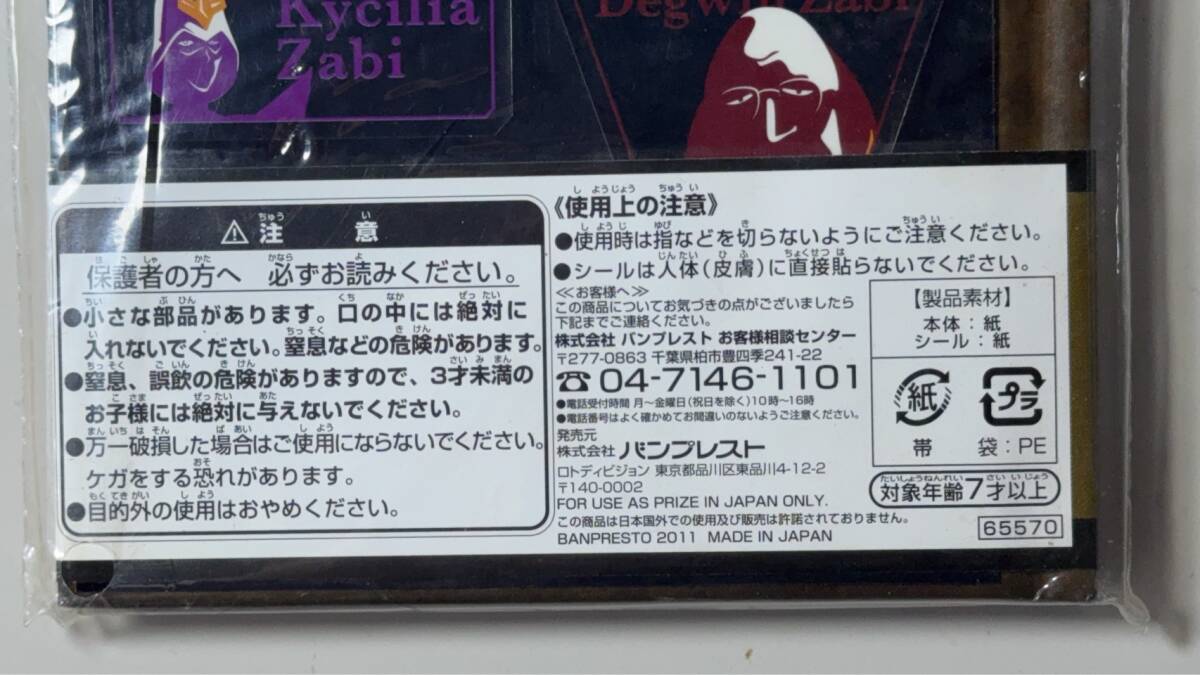 Kycilia
Zabi
Degwin Zabi
⚠注意
保護者の方へ 必ずお読みください。
●小さな部品があります。口の中には絶対に
入れないでください。窒息などの危険があります。
●窒息、誤飲の危険がありますので、3才未満の
お子様には絶対に与えないでください。
●万一破損した場合はご使用にならないでください。
ケガをする恐れがあります。
●目的外の使用はおやめください。
《使用上の注意》
●使用時は指などを切らないようにご注意ください。
●シールは人体(皮膚)に直接貼らないでください。
≪お客様へ≫
この商品についてお気づきの点がございましたら
下記までご連絡ください。
株式会社 バンプレスト お客様相談センター
〒277-0863 千葉県柏市豊四季241-22
☎04-7146-1101
●電話受付時間 月〜金曜日(祝日を除く)10時〜16時
●電話番号はよく確かめてお間違いのないようご注意ください。
発売元
株式会社 バンプレスト
ロトディビジョン 東京都品川区東品川4-12-2
〒140-0002
FOR USE AS PRIZE IN JAPAN ONLY.
この商品は日本国外での使用及び販売は許諾されておりません。
BANPRESTO 2011 MADE IN JAPAN
【製品素材】
本体:紙
シール:紙
紙 プラ
帯 袋:PE
対象年齢7才以上
65570